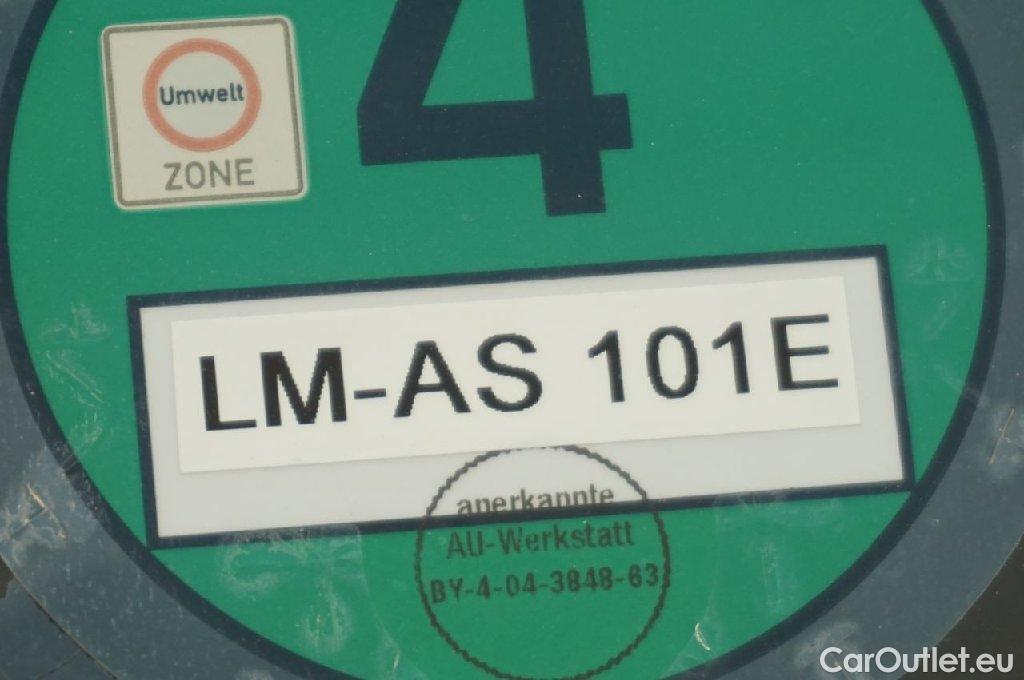 4
Umwelt
ZONE
LM-AS 101E
anerkannte
AU-Werkstatt
BY-4-04-3848-63
CarOutlet.eu